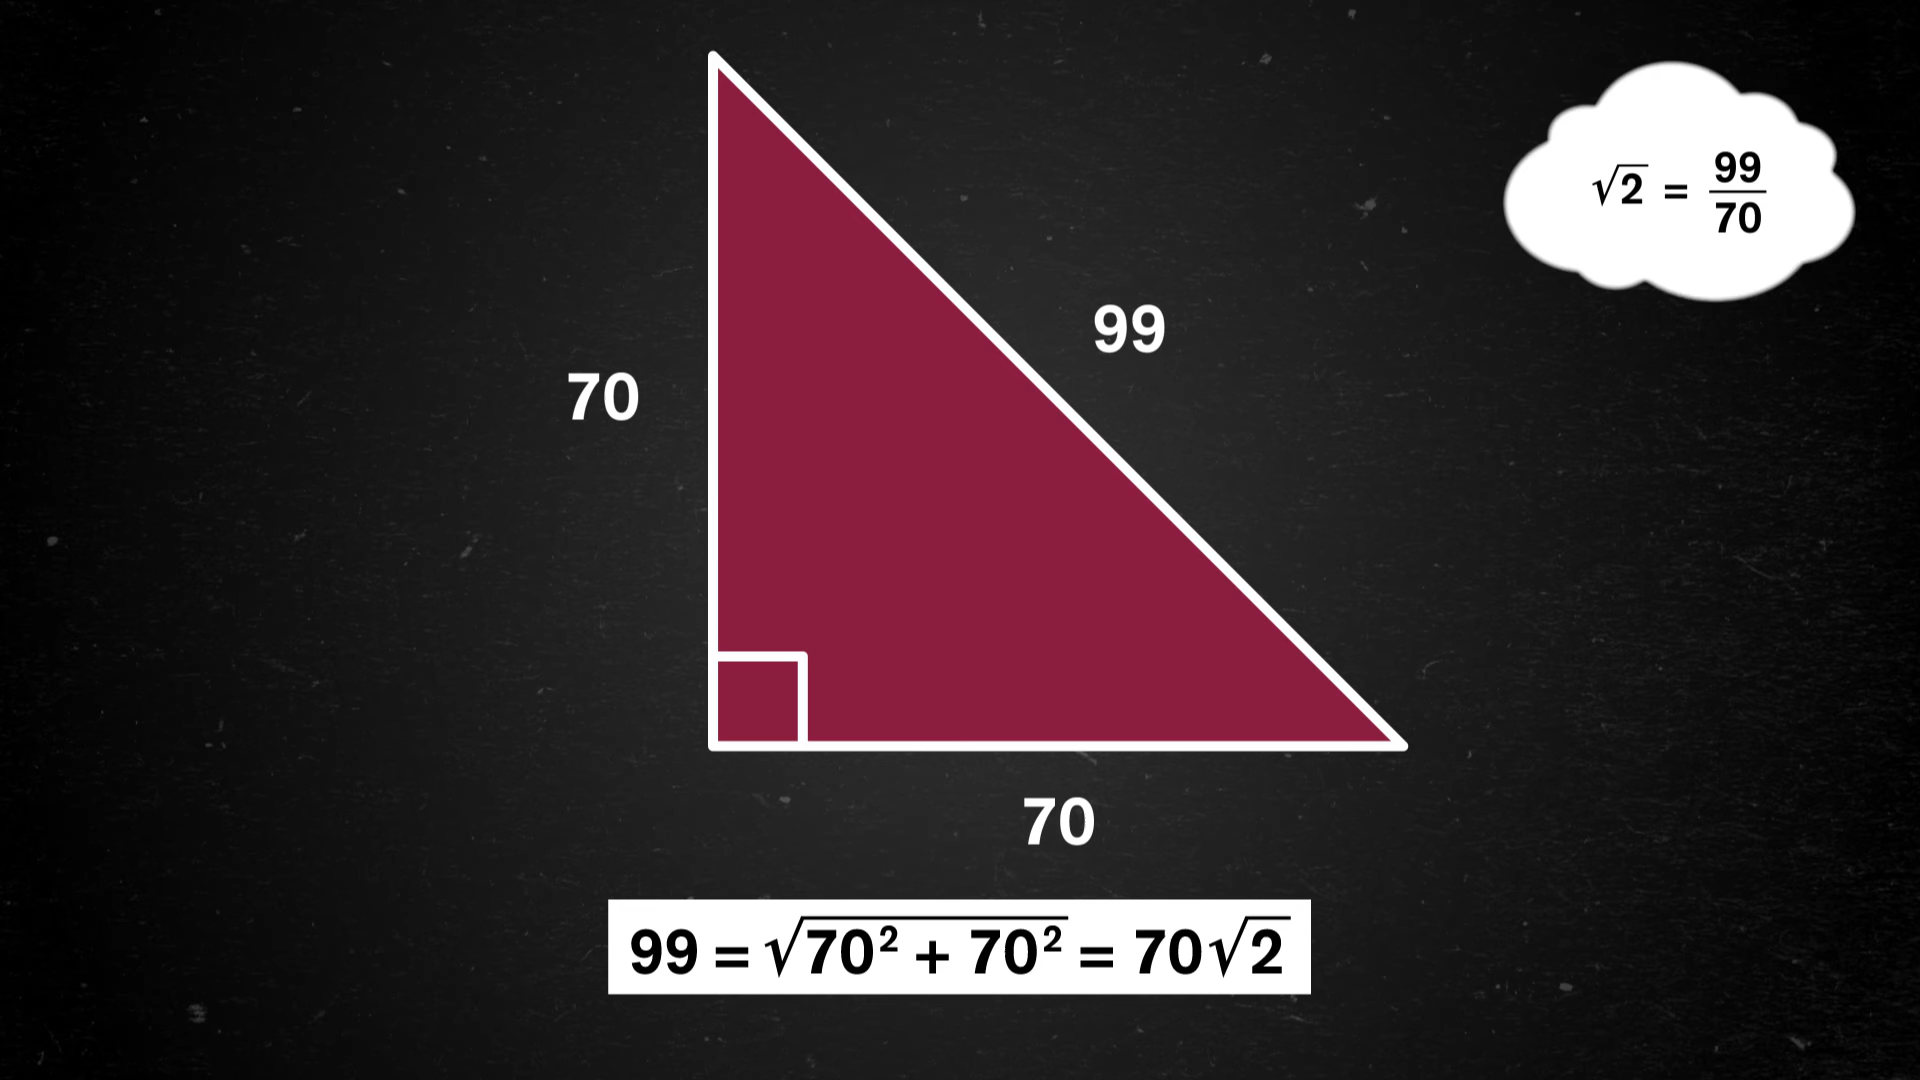 √2 = 99/70
99
70
70
99 = √70² + 70² = 70√2